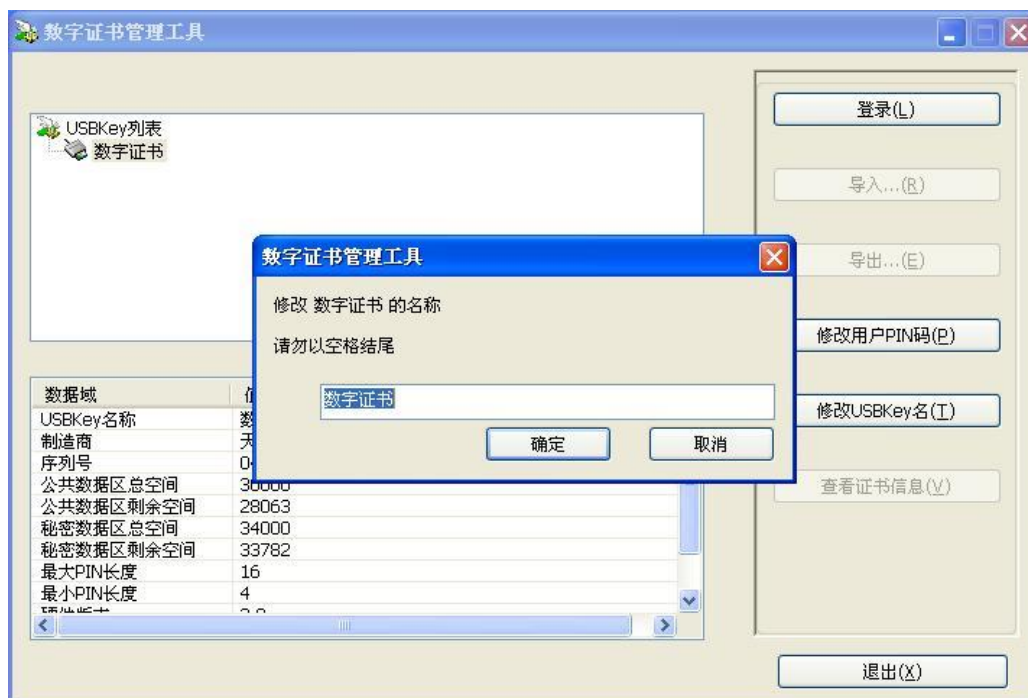 数字证书管理工具
USBKey列表
数字证书
登录(L)
导入...(R)
导出...(E)
修改用户PIN码(P)
修改USBKey名(I)
查看证书信息(V)
退出(X)
数字证书管理工具
修改 数字证书 的名称
请勿以空格结尾
数字证书
确定 取消
数据域
USBKey名称 数
制造商 天
序列号 04
公共数据区总空间 30000
公共数据区剩余空间 28063
秘密数据区总空间 34000
秘密数据区剩余空间 33782
最大PIN长度 16
最小PIN长度 4